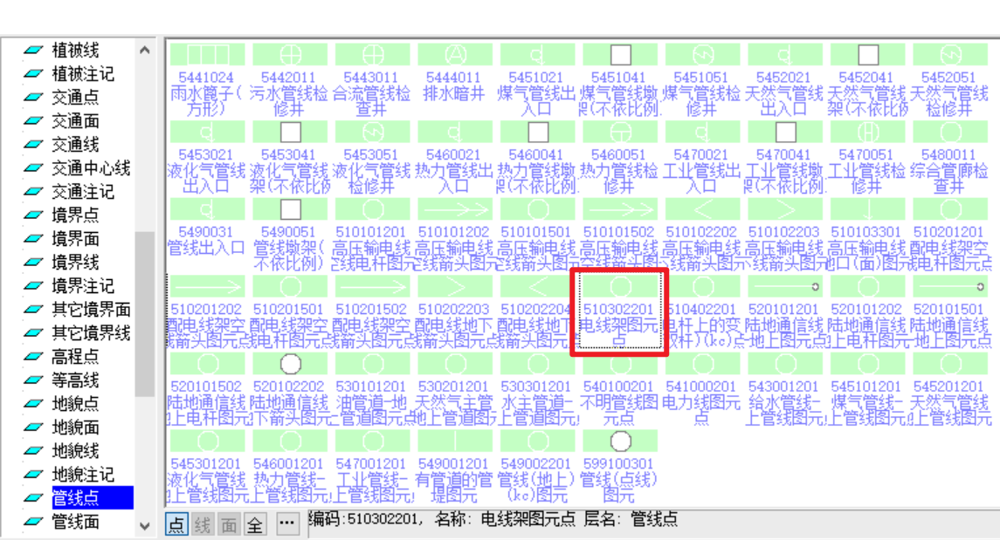 植被线
植被注记
交通点
交通面
交通线
交通中心线
交通注记
境界点
境界面
境界线
境界注记
其它境界面
其它境界线
高程点
等高线
地貌点
地貌面
地貌线
地貌注记
管线点
管线面
5441024 5442011 5443011 5444011 5451021 5451041 5451051 5452021 5452041 5452051
雨水篦子( 污水管线检 合流管线检 排水暗井 煤气管线出 煤气管线墩 煤气管线检 天然气管线 天然气管线 天然气管线
方形) 修井 查井 入口 架(不依比例. 修井 出入口 架(不依比例 检修井
5453021 5453041 5453051 5460021 5460041 5460051 5470021 5470041 5470051 5480011
液化气管线 液化气管线 液化气管线 热力管线出 热力管线墩 热力管线检 工业管线出 工业管线墩 工业管线检 综合管廊检
出入口 架(不依比例 检修井 入口 架(不依比例. 修井 入口 架(不依比例. 修井 查井
5490031 5490051 510101201 510101202 510101501 510101502 510102202 510102203 510103301 510201201
管线出入口 管线墩架( 高压输电线 高压输电线 高压输电线 高压输电线 高压输电线 高压输电线 高压输电线 配电线架空
不依比例) 空线电杆图元 空线箭头图元 空线箭头图元 空线箭头图 线箭头图元 线箭头图元 出口(面)图元 线电杆图元点
510201202 510201501 510201502 510202203 510202204 510302201 510402201 520101201 520101202 520101501
配电线架空 配电线架空 配电线架空 配电线地下 配电线地下 电线架图元 电杆上的变 陆地通信线 陆地通信线 陆地通信线
线箭头图元点 线电杆图元点 线箭头图元点 线箭头图元点 线箭头图元 点 双杆)(kc)点 -地上图元点 上电杆图元 -地上图元点
520101502 520102202 530101201 530201201 530301201 540100201 541000201 543001201 545101201 545201201
陆地通信线 陆地通信线 油管道-地 天然气主管 水主管道- 不明管线图 电力线图元 给水管线- 煤气管线- 天然气管线
上电杆图元 下箭头图元 上管道图元点 地上管道图元 上管道图元 元点 点 上管线图元 上管线图元 上管线图元
545301201 546001201 547001201 549001201 549002201 599100301
液化气管线 热力管线- 工业管线- 有管道的管 管线(地上) 管线(点线)
上管线图元 上管线图元 上管线图元 堤图元 (kc)图元 图元
点 线 面 全 ... 编码:510302201, 名称: 电线架图元点 层名: 管线点